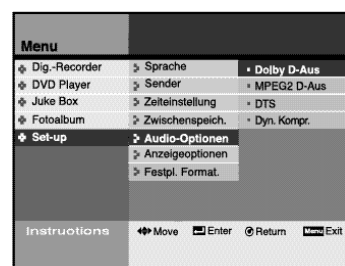 Menu
Dig.-Recorder
DVD Player
Juke Box
Fotoalbum
Set-up
Sprache
Sender
Zeiteinstellung
Zwischenspeich.
Audio-Optionen
Anzeigeoptionen
Festpl. Format.
Dolby D-Aus
MPEG2 D-Aus
DTS
Dyn. Kompr.
Instructions Move Enter Return Menu Exit